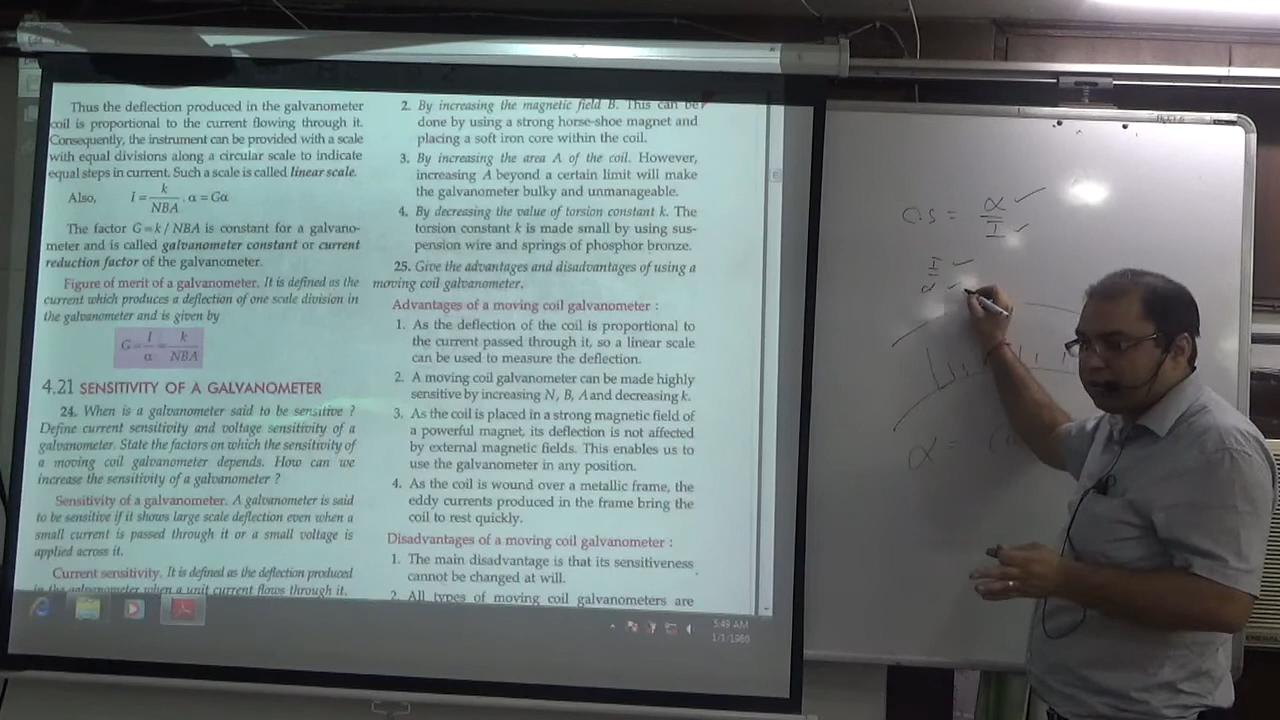 Thus the deflection produced in the galvanometer
coil is proportional to the current flowing through it.
Consequently, the instrument can be provided with a scale
with equal divisions along a circular scale to indicate
equal steps in current. Such a scale is called linear scale.
Also, I = k/NBA . α = Gα
The factor G = k / NBA is constant for a galvano-
meter and is called galvanometer constant or current
reduction factor of the galvanometer.
Figure of merit of a galvanometer. It is defined as the
current which produces a deflection of one scale division in
the galvanometer and is given by
G = I/α = k/NBA
4.21 SENSITIVITY OF A GALVANOMETER
24. When is a galvanometer said to be sensitive ?
Define current sensitivity and voltage sensitivity of a
galvanometer. State the factors on which the sensitivity of
a moving coil galvanometer depends. How can we
increase the sensitivity of a galvanometer ?
Sensitivity of a galvanometer. A galvanometer is said
to be sensitive if it shows large scale deflection even when a
small current is passed through it or a small voltage is
applied across it.
Current sensitivity. It is defined as the deflection produced
in the galvanometer when a unit current flows through it.
2. By increasing the magnetic field B. This can be
done by using a strong horse-shoe magnet and
placing a soft iron core within the coil.
3. By increasing the area A of the coil. However,
increasing A beyond a certain limit will make
the galvanometer bulky and unmanageable.
4. By decreasing the value of torsion constant k. The
torsion constant k is made small by using sus-
pension wire and springs of phosphor bronze.
25. Give the advantages and disadvantages of using a
moving coil galvanometer.
Advantages of a moving coil galvanometer :
1. As the deflection of the coil is proportional to
the current passed through it, so a linear scale
can be used to measure the deflection.
2. A moving coil galvanometer can be made highly
sensitive by increasing N, B, A and decreasing k.
3. As the coil is placed in a strong magnetic field of
a powerful magnet, its deflection is not affected
by external magnetic fields. This enables us to
use the galvanometer in any position.
4. As the coil is wound over a metallic frame, the
eddy currents produced in the frame bring the
coil to rest quickly.
Disadvantages of a moving coil galvanometer :
1. The main disadvantage is that its sensitiveness
cannot be changed at will.
2. All types of moving coil galvanometers are
5:49 AM
1/1/1980
= α/I
I
α
α =